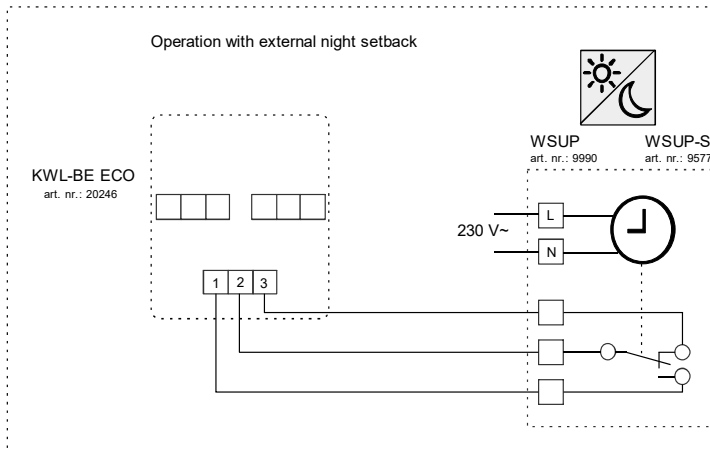 Operation with external night setback
WSUP WSUP-S
art. nr.: 9990 art. nr.: 9577
KWL-BE ECO
art. nr.: 20246
230 V~
L
N
1 2 3